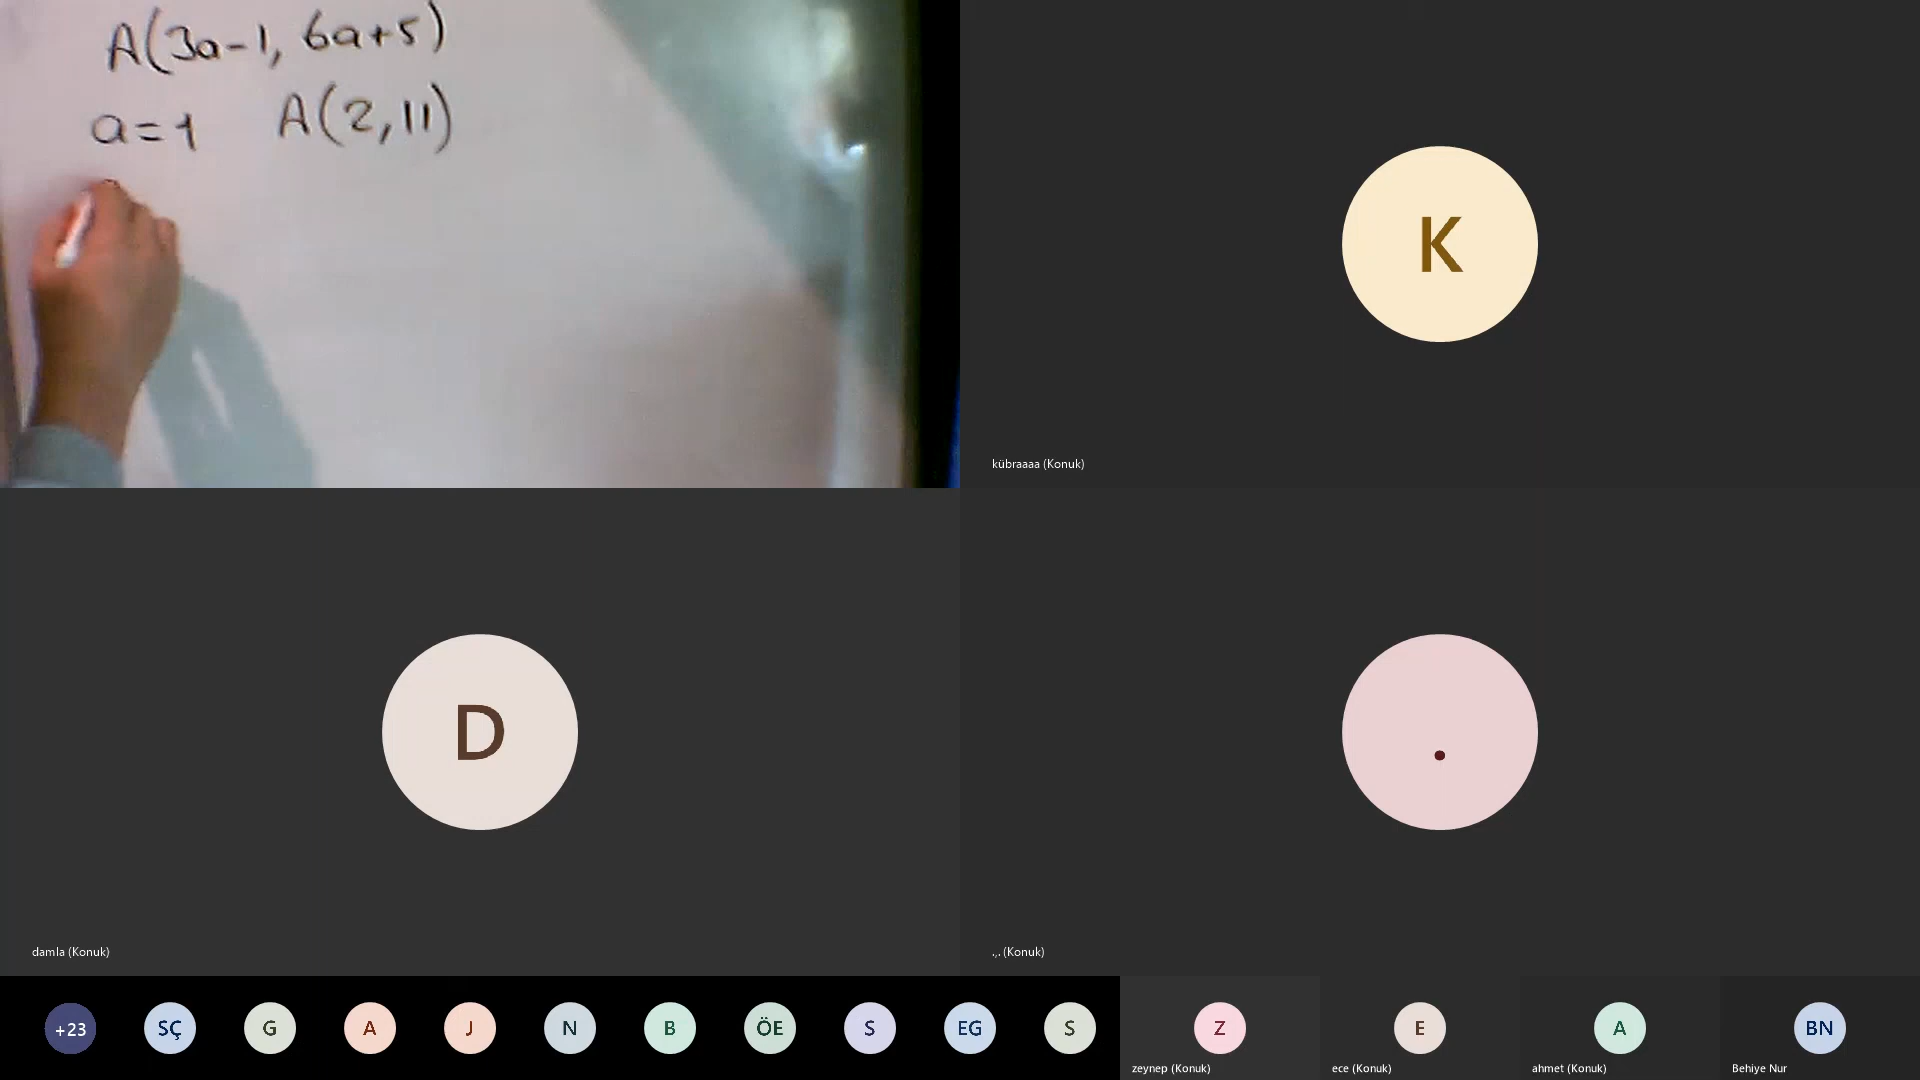 A(3a-1, 6a+5)
a=1 A(2,11)
K
kübraaaa (Konuk)
D
damla (Konuk)
.
.,. (Konuk)
+23
SÇ
G
A
J
N
B
ÖE
S
EG
S
Z
zeynep (Konuk)
E
ece (Konuk)
A
ahmet (Konuk)
BN
Behiye Nur